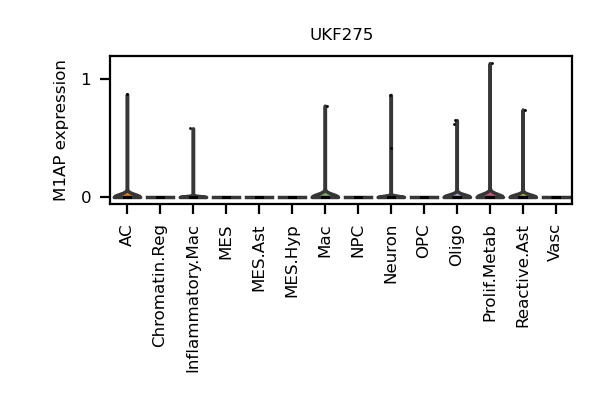 UKF275
M1AP expression
1
0
AC
Chromatin.Reg
Inflammatory.Mac
MES
MES.Ast
MES.Hyp
Mac
NPC
Neuron
OPC
Oligo
Prolif.Metab
Reactive.Ast
Vasc